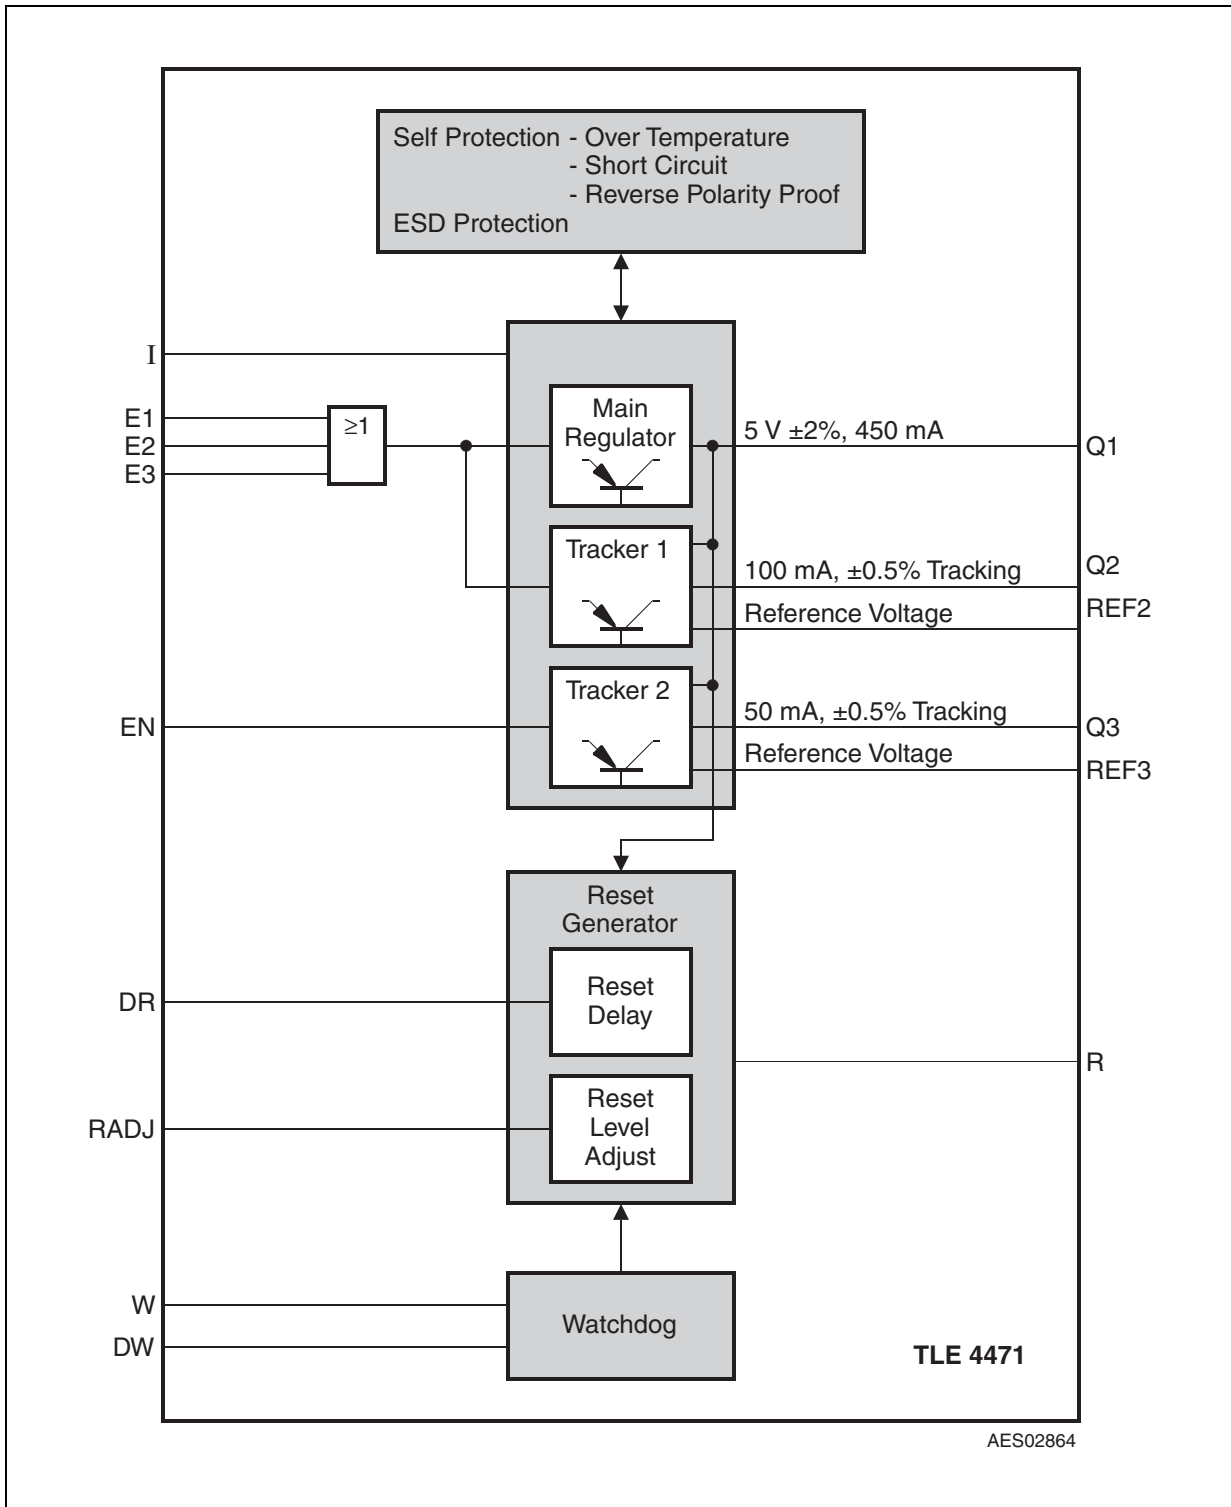 Self Protection - Over Temperature
- Short Circuit
- Reverse Polarity Proof
ESD Protection
I
E1
E2
E3
≥1
Main
Regulator
5 V ±2%, 450 mA
Q1
Tracker 1
100 mA, ±0.5% Tracking
Q2
Reference Voltage
REF2
Tracker 2
EN
50 mA, ±0.5% Tracking
Q3
Reference Voltage
REF3
Reset
Generator
DR
Reset
Delay
R
RADJ
Reset
Level
Adjust
W
DW
Watchdog
TLE 4471
AES02864